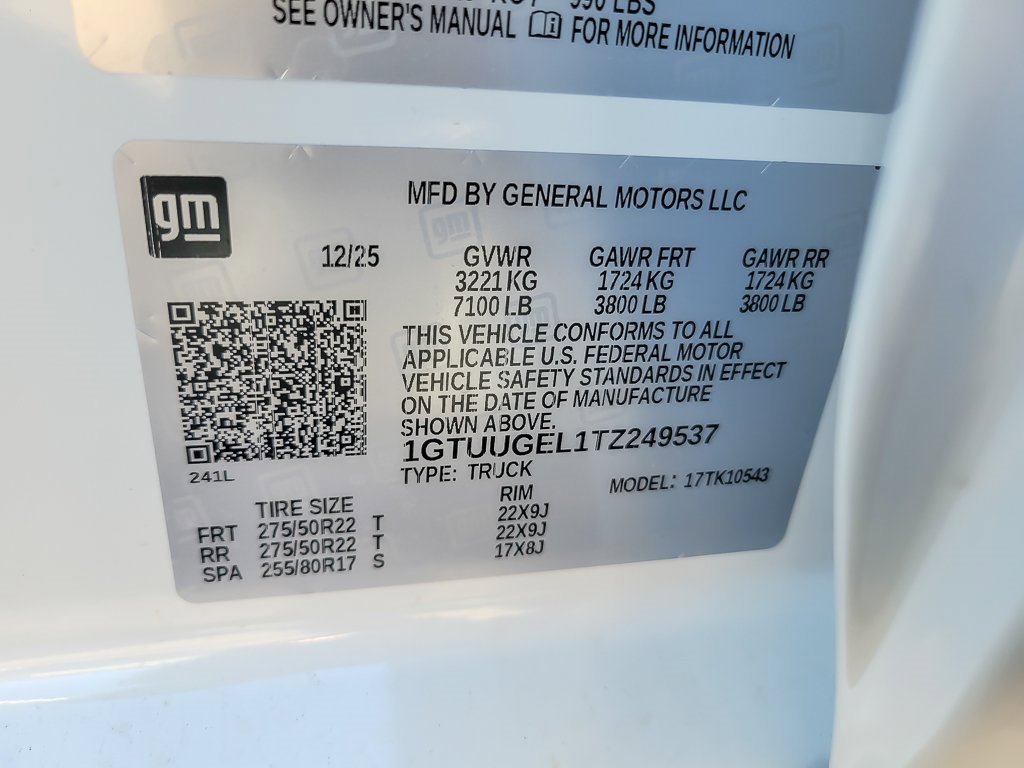 990 LBS
SEE OWNER'S MANUAL FOR MORE INFORMATION
gm
MFD BY GENERAL MOTORS LLC
12/25 GVWR GAWR FRT GAWR RR
3221 KG 1724 KG 1724 KG
7100 LB 3800 LB 3800 LB
THIS VEHICLE CONFORMS TO ALL
APPLICABLE U.S. FEDERAL MOTOR
VEHICLE SAFETY STANDARDS IN EFFECT
ON THE DATE OF MANUFACTURE
SHOWN ABOVE.
1GTUUGEL1TZ249537
241L
TYPE: TRUCK MODEL: 17TK10543
TIRE SIZE RIM
FRT 275/50R22 T 22X9J
RR 275/50R22 T 22X9J
SPA 255/80R17 S 17X8J